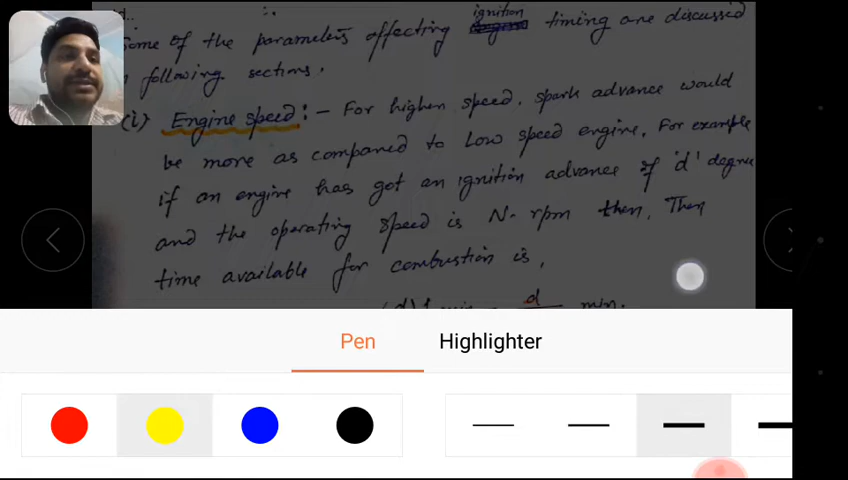 ignition
Some of the parameters affecting timing are discussed
following sections.
(i) Engine speed :- For higher speed, spark advance would
be more as compared to Low speed engine. For example
if an engine has got an ignition advance of 'd' degree
and the operating speed is N. rpm then, Then
time available for combustion is,
d min.
Pen Highlighter